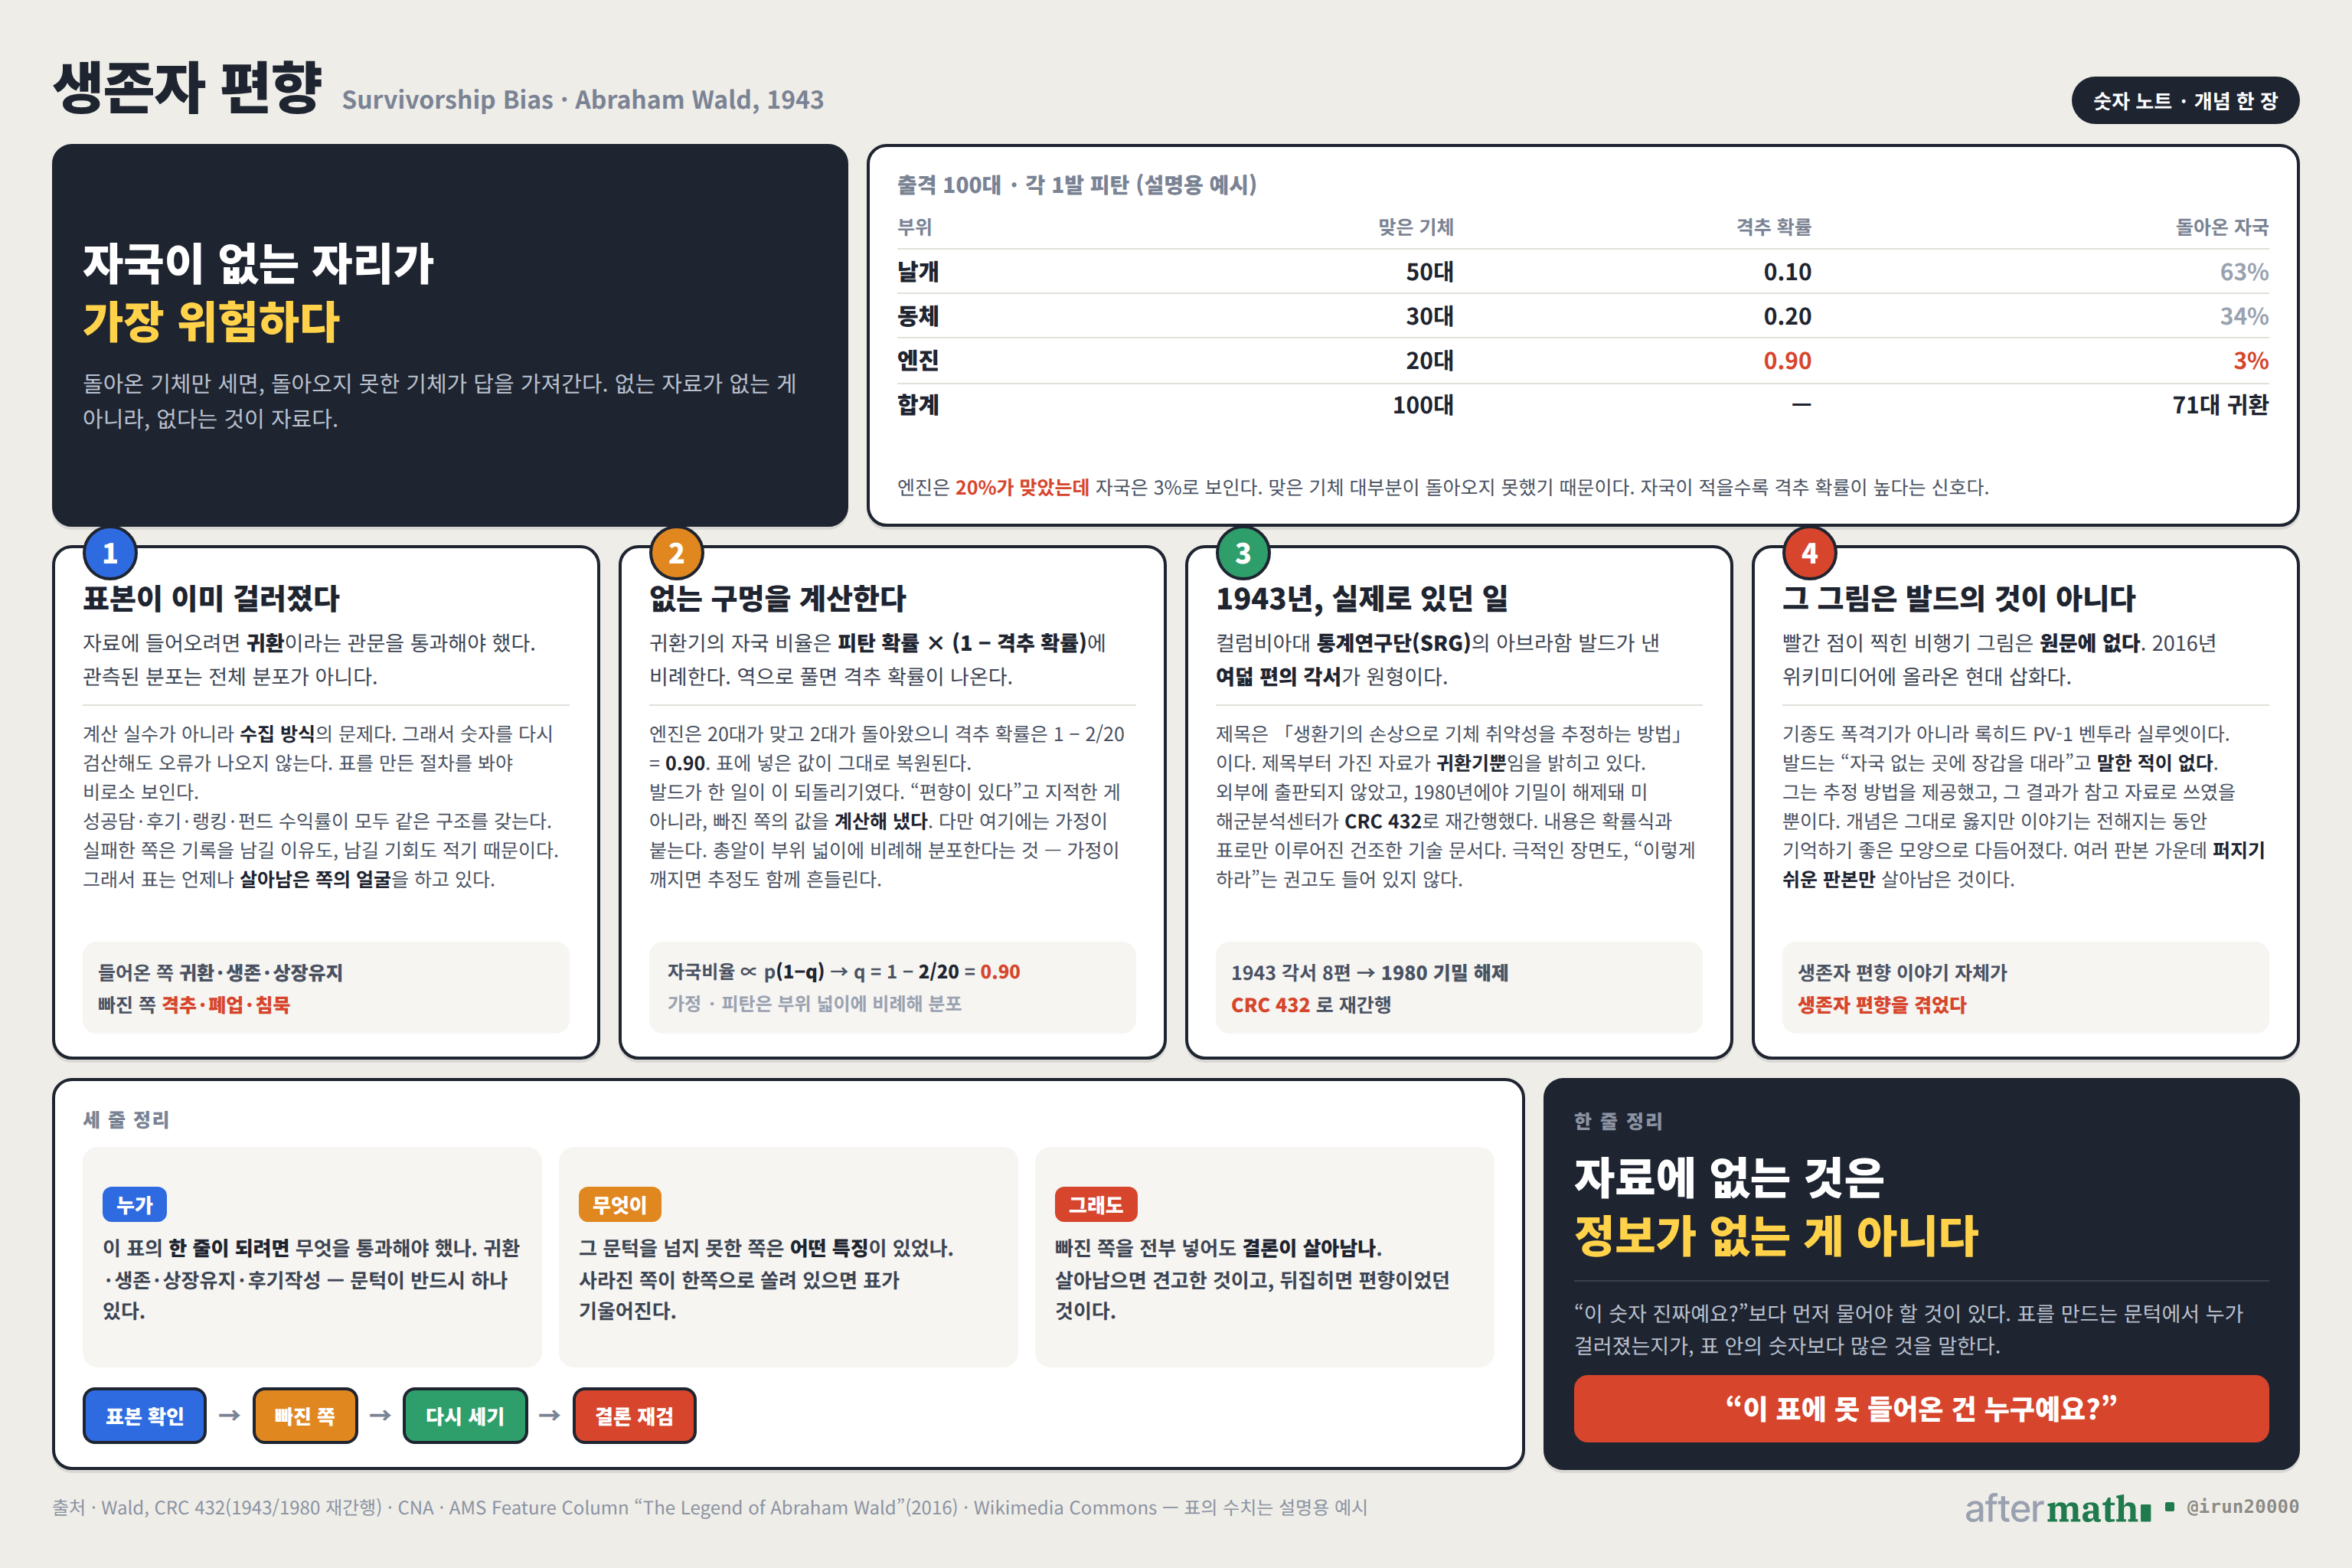 생존자 편향
Survivorship Bias · Abraham Wald, 1943
숫자 노트 · 개념 한 장
자국이 없는 자리가
가장 위험하다
돌아온 기체만 세면, 돌아오지 못한 기체가 답을 가져간다. 없는 자료가 없는 게
아니라, 없다는 것이 자료다.
출격 100대 · 각 1발 피탄 (설명용 예시)
부위 맞은 기체 격추 확률 돌아온 자국
날개 50대 0.10 63%
동체 30대 0.20 34%
엔진 20대 0.90 3%
합계 100대 — 71대 귀환
엔진은 20%가 맞았는데 자국은 3%로 보인다. 맞은 기체 대부분이 돌아오지 못했기 때문이다. 자국이 적을수록 격추 확률이 높다는 신호다.
1
표본이 이미 걸러졌다
자료에 들어오려면 귀환이라는 관문을 통과해야 했다.
관측된 분포는 전체 분포가 아니다.
계산 실수가 아니라 수집 방식의 문제다. 그래서 숫자를 다시
검산해도 오류가 나오지 않는다. 표를 만든 절차를 봐야
비로소 보인다.
성공담·후기·랭킹·펀드 수익률이 모두 같은 구조를 갖는다.
실패한 쪽은 기록을 남길 이유도, 남길 기회도 적기 때문이다.
그래서 표는 언제나 살아남은 쪽의 얼굴을 하고 있다.
들어온 쪽 귀환·생존·상장유지
빠진 쪽 격추·폐업·침묵
2
없는 구멍을 계산한다
귀환기의 자국 비율은 피탄 확률 × (1 − 격추 확률)에
비례한다. 역으로 풀면 격추 확률이 나온다.
엔진은 20대가 맞고 2대가 돌아왔으니 격추 확률은 1 − 2/20
= 0.90. 표에 넣은 값이 그대로 복원된다.
발드가 한 일이 이 되돌리기였다. “편향이 있다”고 지적한 게
아니라, 빠진 쪽의 값을 계산해 냈다. 다만 여기에는 가정이
붙는다. 총알이 부위 넓이에 비례해 분포한다는 것 — 가정이
깨지면 추정도 함께 흔들린다.
자국비율 ∝ p(1−q) → q = 1 − 2/20 = 0.90
가정 · 피탄은 부위 넓이에 비례해 분포
3
1943년, 실제로 있던 일
컬럼비아대 통계연구단(SRG)의 아브라함 발드가 낸
여덟 편의 각서가 원형이다.
제목은 「생환기의 손상으로 기체 취약성을 추정하는 방법」
이다. 제목부터 가진 자료가 귀환기뿐임을 밝히고 있다.
외부에 출판되지 않았고, 1980년에야 기밀이 해제돼 미
해군분석센터가 CRC 432로 재간행했다. 내용은 확률식과
표로만 이루어진 건조한 기술 문서다. 극적인 장면도, “이렇게
하라”는 권고도 들어 있지 않다.
1943 각서 8편 → 1980 기밀 해제
CRC 432 로 재간행
4
그 그림은 발드의 것이 아니다
빨간 점이 찍힌 비행기 그림은 원문에 없다. 2016년
위키미디어에 올라온 현대 삽화다.
기종도 폭격기가 아니라 록히드 PV-1 벤투라 실루엣이다.
발드는 “자국 없는 곳에 장갑을 대라”고 말한 적이 없다.
그는 추정 방법을 제공했고, 그 결과가 참고 자료로 쓰였을
뿐이다. 개념은 그대로 옳지만 이야기는 전해지는 동안
기억하기 좋은 모양으로 다듬어졌다. 여러 판본 가운데 퍼지기
쉬운 판본만 살아남은 것이다.
생존자 편향 이야기 자체가
생존자 편향을 겪었다
세 줄 정리
누가
이 표의 한 줄이 되려면 무엇을 통과해야 했나. 귀환
·생존·상장유지·후기작성 — 문턱이 반드시 하나
있다.
무엇이
그 문턱을 넘지 못한 쪽은 어떤 특징이 있었나.
사라진 쪽이 한쪽으로 쏠려 있으면 표가
기울어진다.
그래도
빠진 쪽을 전부 넣어도 결론이 살아남나.
살아남으면 견고한 것이고, 뒤집히면 편향이었던
것이다.
표본 확인 → 빠진 쪽 → 다시 세기 → 결론 재검
한 줄 정리
자료에 없는 것은
정보가 없는 게 아니다
“이 숫자 진짜예요?”보다 먼저 물어야 할 것이 있다. 표를 만드는 문턱에서 누가
걸러졌는지가, 표 안의 숫자보다 많은 것을 말한다.
“이 표에 못 들어온 건 누구예요?”
출처 · Wald, CRC 432(1943/1980 재간행) · CNA · AMS Feature Column “The Legend of Abraham Wald”(2016) · Wikimedia Commons — 표의 수치는 설명용 예시
aftermath @irun20000